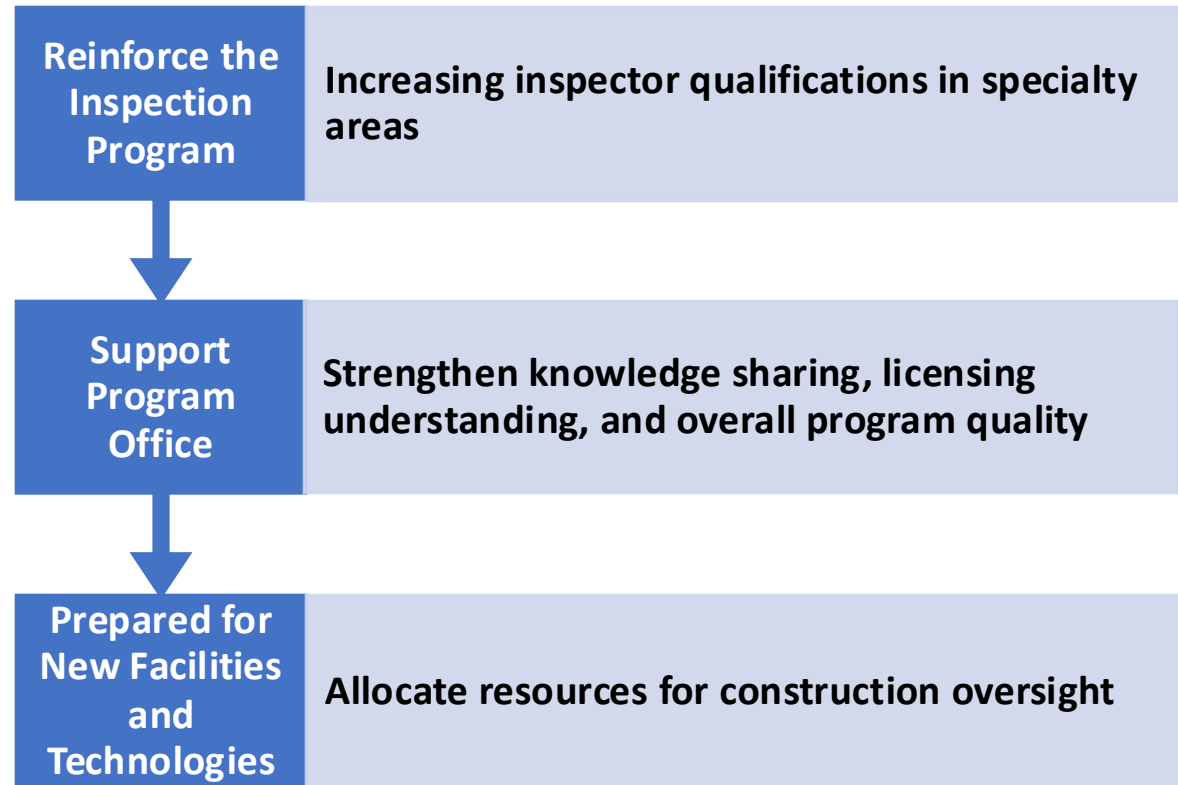 Reinforce the
Inspection
Program
Increasing inspector qualifications in specialty
areas
Support
Program
Office
Strengthen knowledge sharing, licensing
understanding, and overall program quality
Prepared for
New Facilities
and
Technologies
Allocate resources for construction oversight